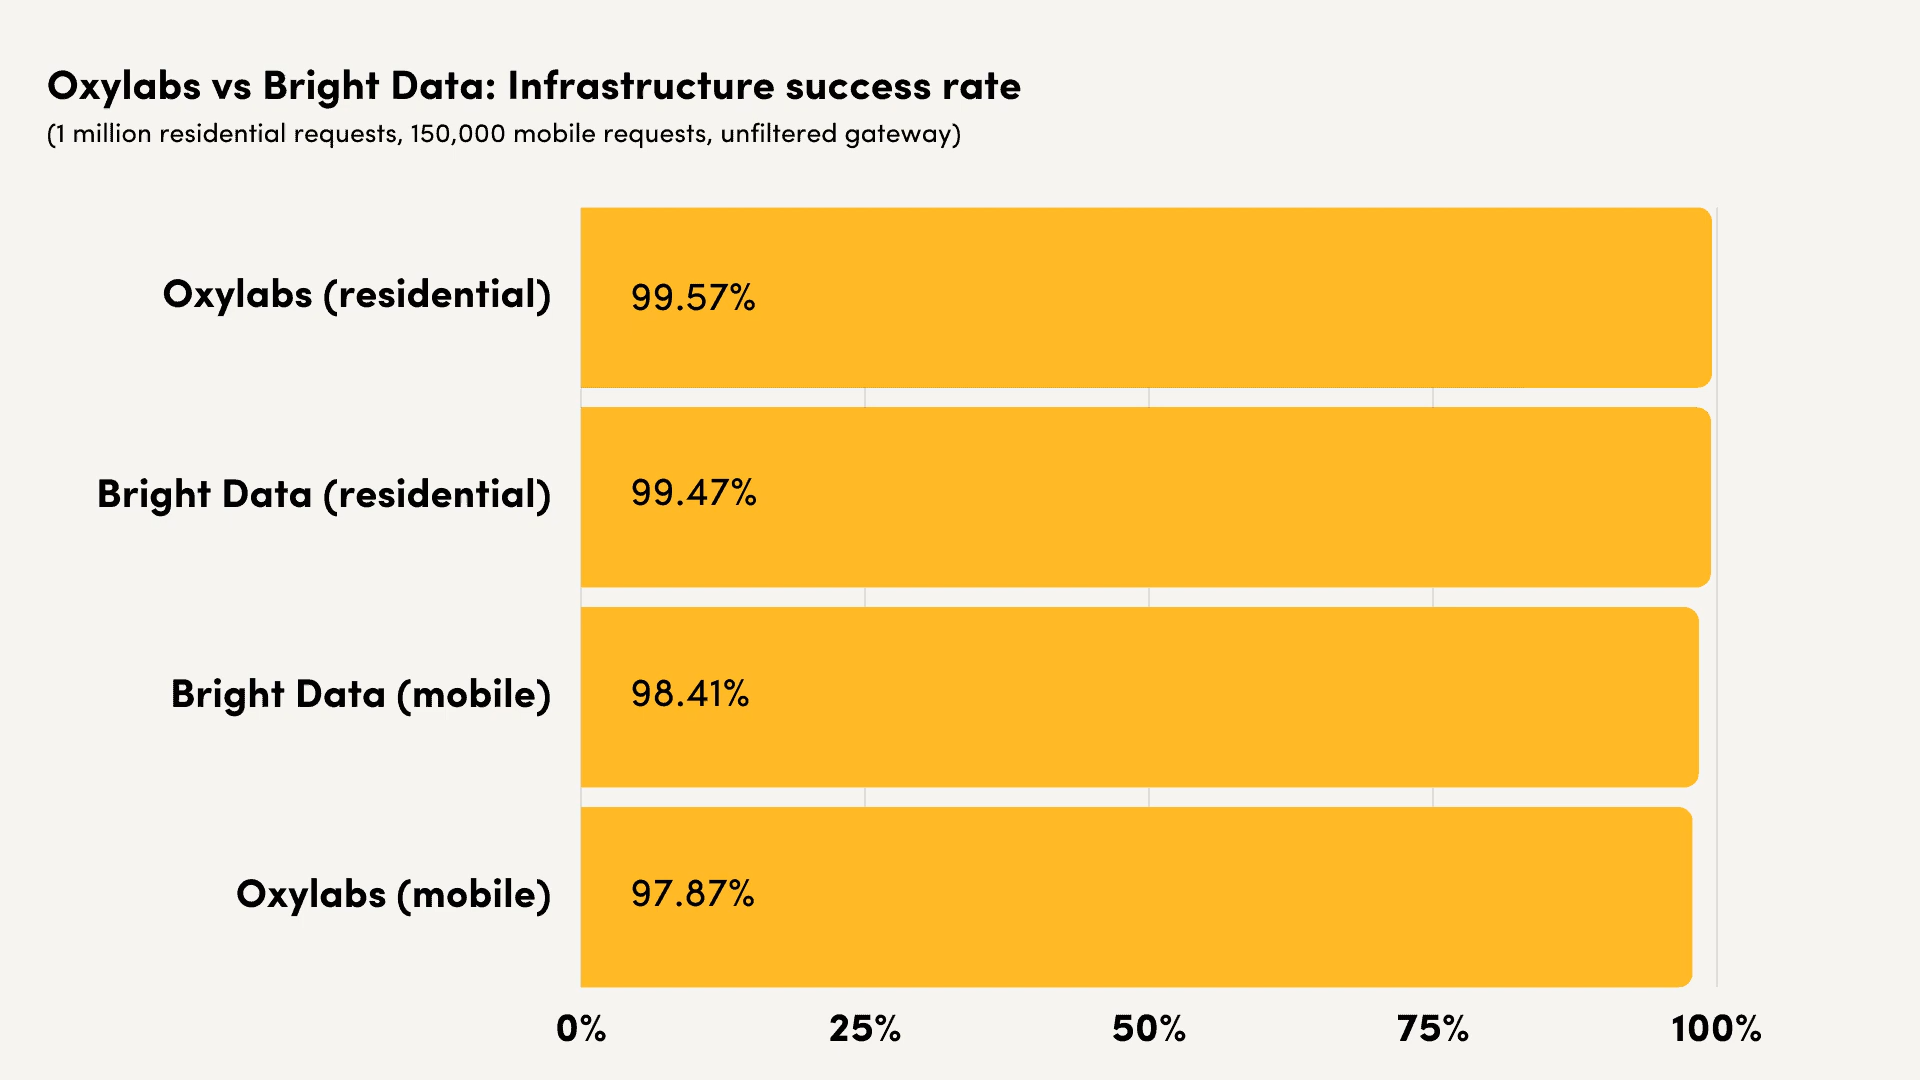 Oxylabs vs Bright Data: Infrastructure success rate
(1 million residential requests, 150,000 mobile requests, unfiltered gateway)
Oxylabs (residential)
99.57%
Bright Data (residential)
99.47%
Bright Data (mobile)
98.41%
Oxylabs (mobile)
97.87%
0% 25% 50% 75% 100%